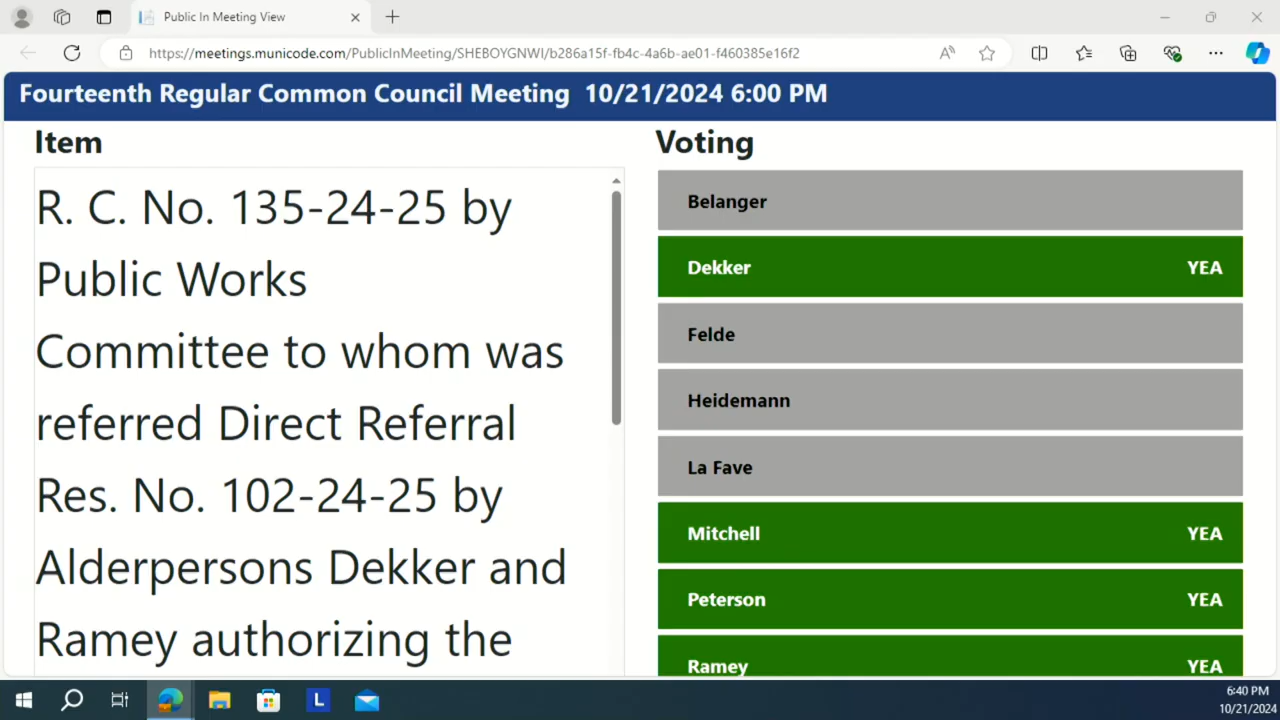 Public In Meeting View
https://meetings.municode.com/PublicInMeeting/SHEBOYGNWI/b286a15f-fb4c-4a6b-ae01-f460385e16f2
Fourteenth Regular Common Council Meeting 10/21/2024 6:00 PM
Item
R. C. No. 135-24-25 by
Public Works
Committee to whom was
referred Direct Referral
Res. No. 102-24-25 by
Alderpersons Dekker and
Ramey authorizing the
Voting
Belanger
Dekker YEA
Felde
Heidemann
La Fave
Mitchell YEA
Peterson YEA
Ramey YEA
L
6:40 PM
10/21/2024